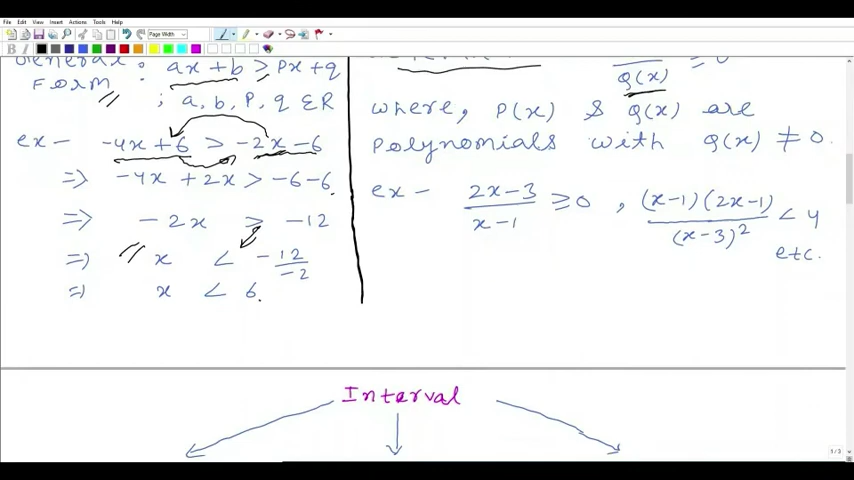 File Edit View Insert Actions Tools Help
Page Width
General : ax + b > Px + q
Form
; a, b, P, q ∈ R
ex - -4x + 6 > -2x - 6
=> -4x + 2x > -6 - 6
=> -2x > -12
=> x < -12/-2
=> x < 6.
Q(x)
where, P(x) & Q(x) are
polynomials with Q(x) ≠ 0.
ex - 2x-3/x-1 ≥ 0 , (x-1)(2x-1)/(x-3)² < 4
etc.
Interval
1/3